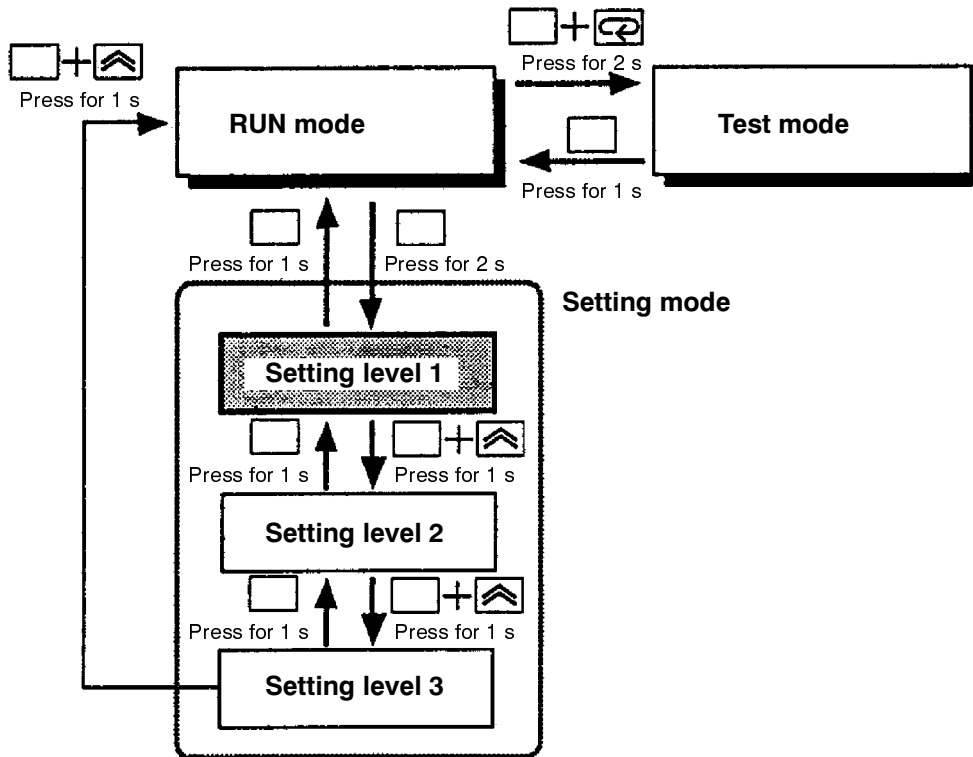 Press for 1 s
RUN mode
Press for 2 s
Test mode
Press for 1 s
Press for 1 s
Press for 2 s
Setting mode
Setting level 1
Press for 1 s
Press for 1 s
Setting level 2
Press for 1 s
Press for 1 s
Setting level 3